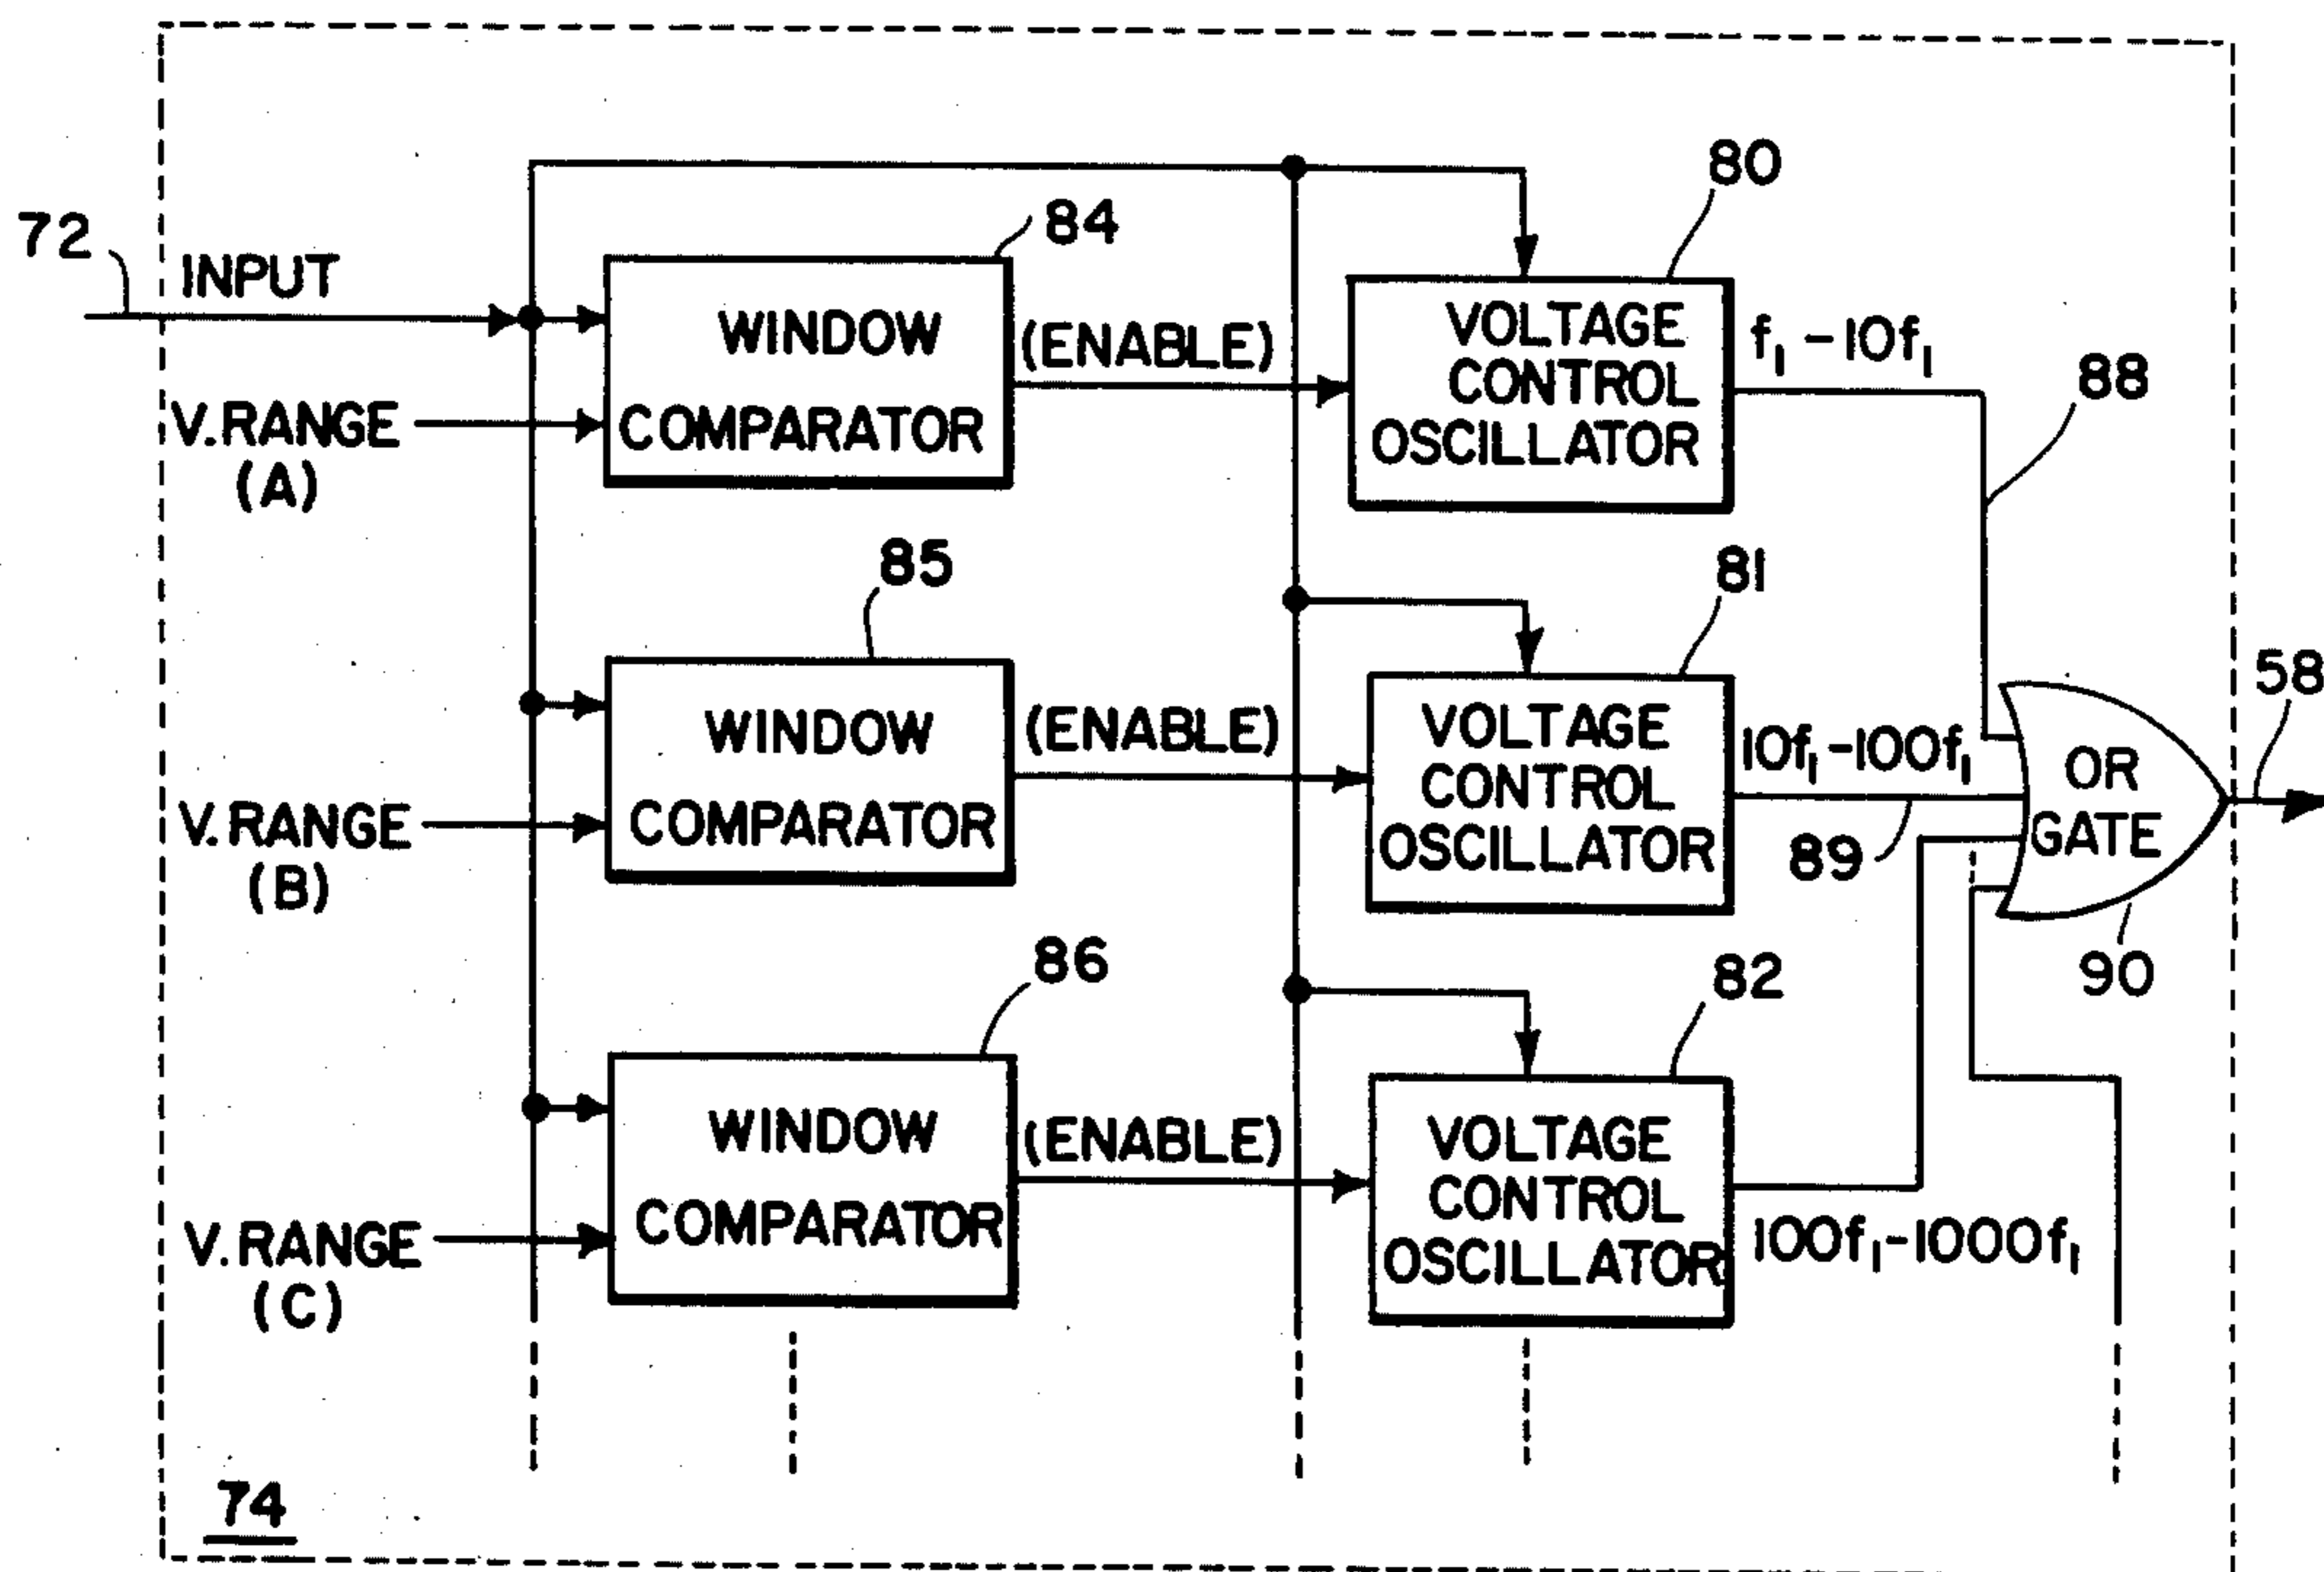 80
72
INPUT
84
WINDOW
COMPARATOR
(ENABLE)
VOLTAGE
CONTROL
OSCILLATOR
f₁ - 10f₁
88
V. RANGE
(A)
85
81
WINDOW
COMPARATOR
(ENABLE)
VOLTAGE
CONTROL
OSCILLATOR
10f₁-100f₁
89
OR
GATE
58
90
V. RANGE
(B)
86
82
WINDOW
COMPARATOR
(ENABLE)
VOLTAGE
CONTROL
OSCILLATOR
100f₁-1000f₁
V. RANGE
(C)
74